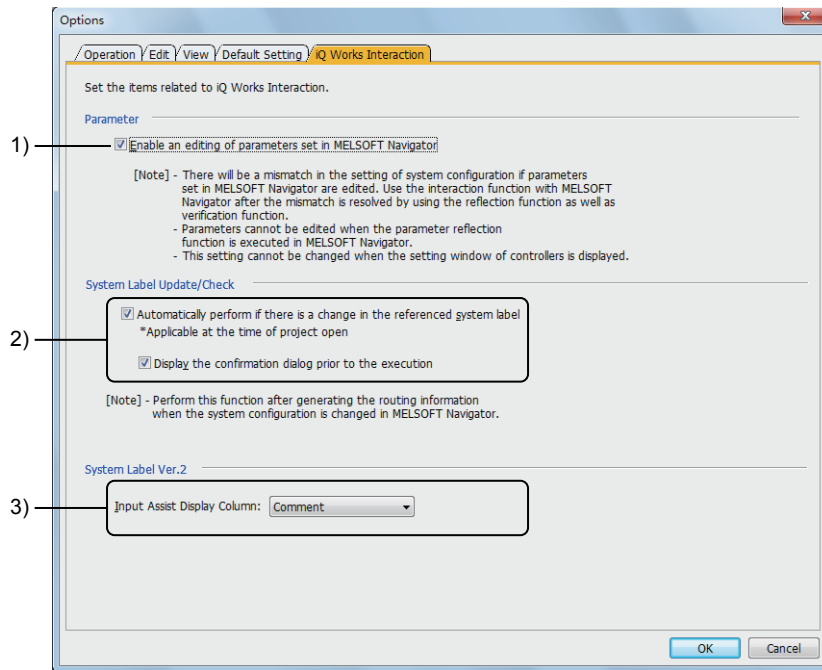 Options
Operation Edit View Default Setting iQ Works Interaction
Set the items related to iQ Works Interaction.
Parameter
1)
Enable an editing of parameters set in MELSOFT Navigator
[Note] - There will be a mismatch in the setting of system configuration if parameters
set in MELSOFT Navigator are edited. Use the interaction function with MELSOFT
Navigator after the mismatch is resolved by using the reflection function as well as
verification function.
- Parameters cannot be edited when the parameter reflection
function is executed in MELSOFT Navigator.
- This setting cannot be changed when the setting window of controllers is displayed.
System Label Update/Check
2)
Automatically perform if there is a change in the referenced system label
*Applicable at the time of project open
Display the confirmation dialog prior to the execution
[Note] - Perform this function after generating the routing information
when the system configuration is changed in MELSOFT Navigator.
System Label Ver.2
3)
Input Assist Display Column: Comment
OK Cancel